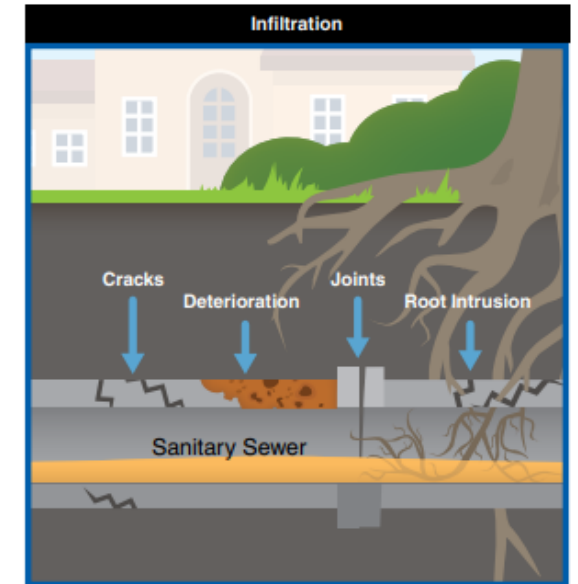 Infiltration
Cracks
Joints
Deterioration
Root Intrusion
Sanitary Sewer